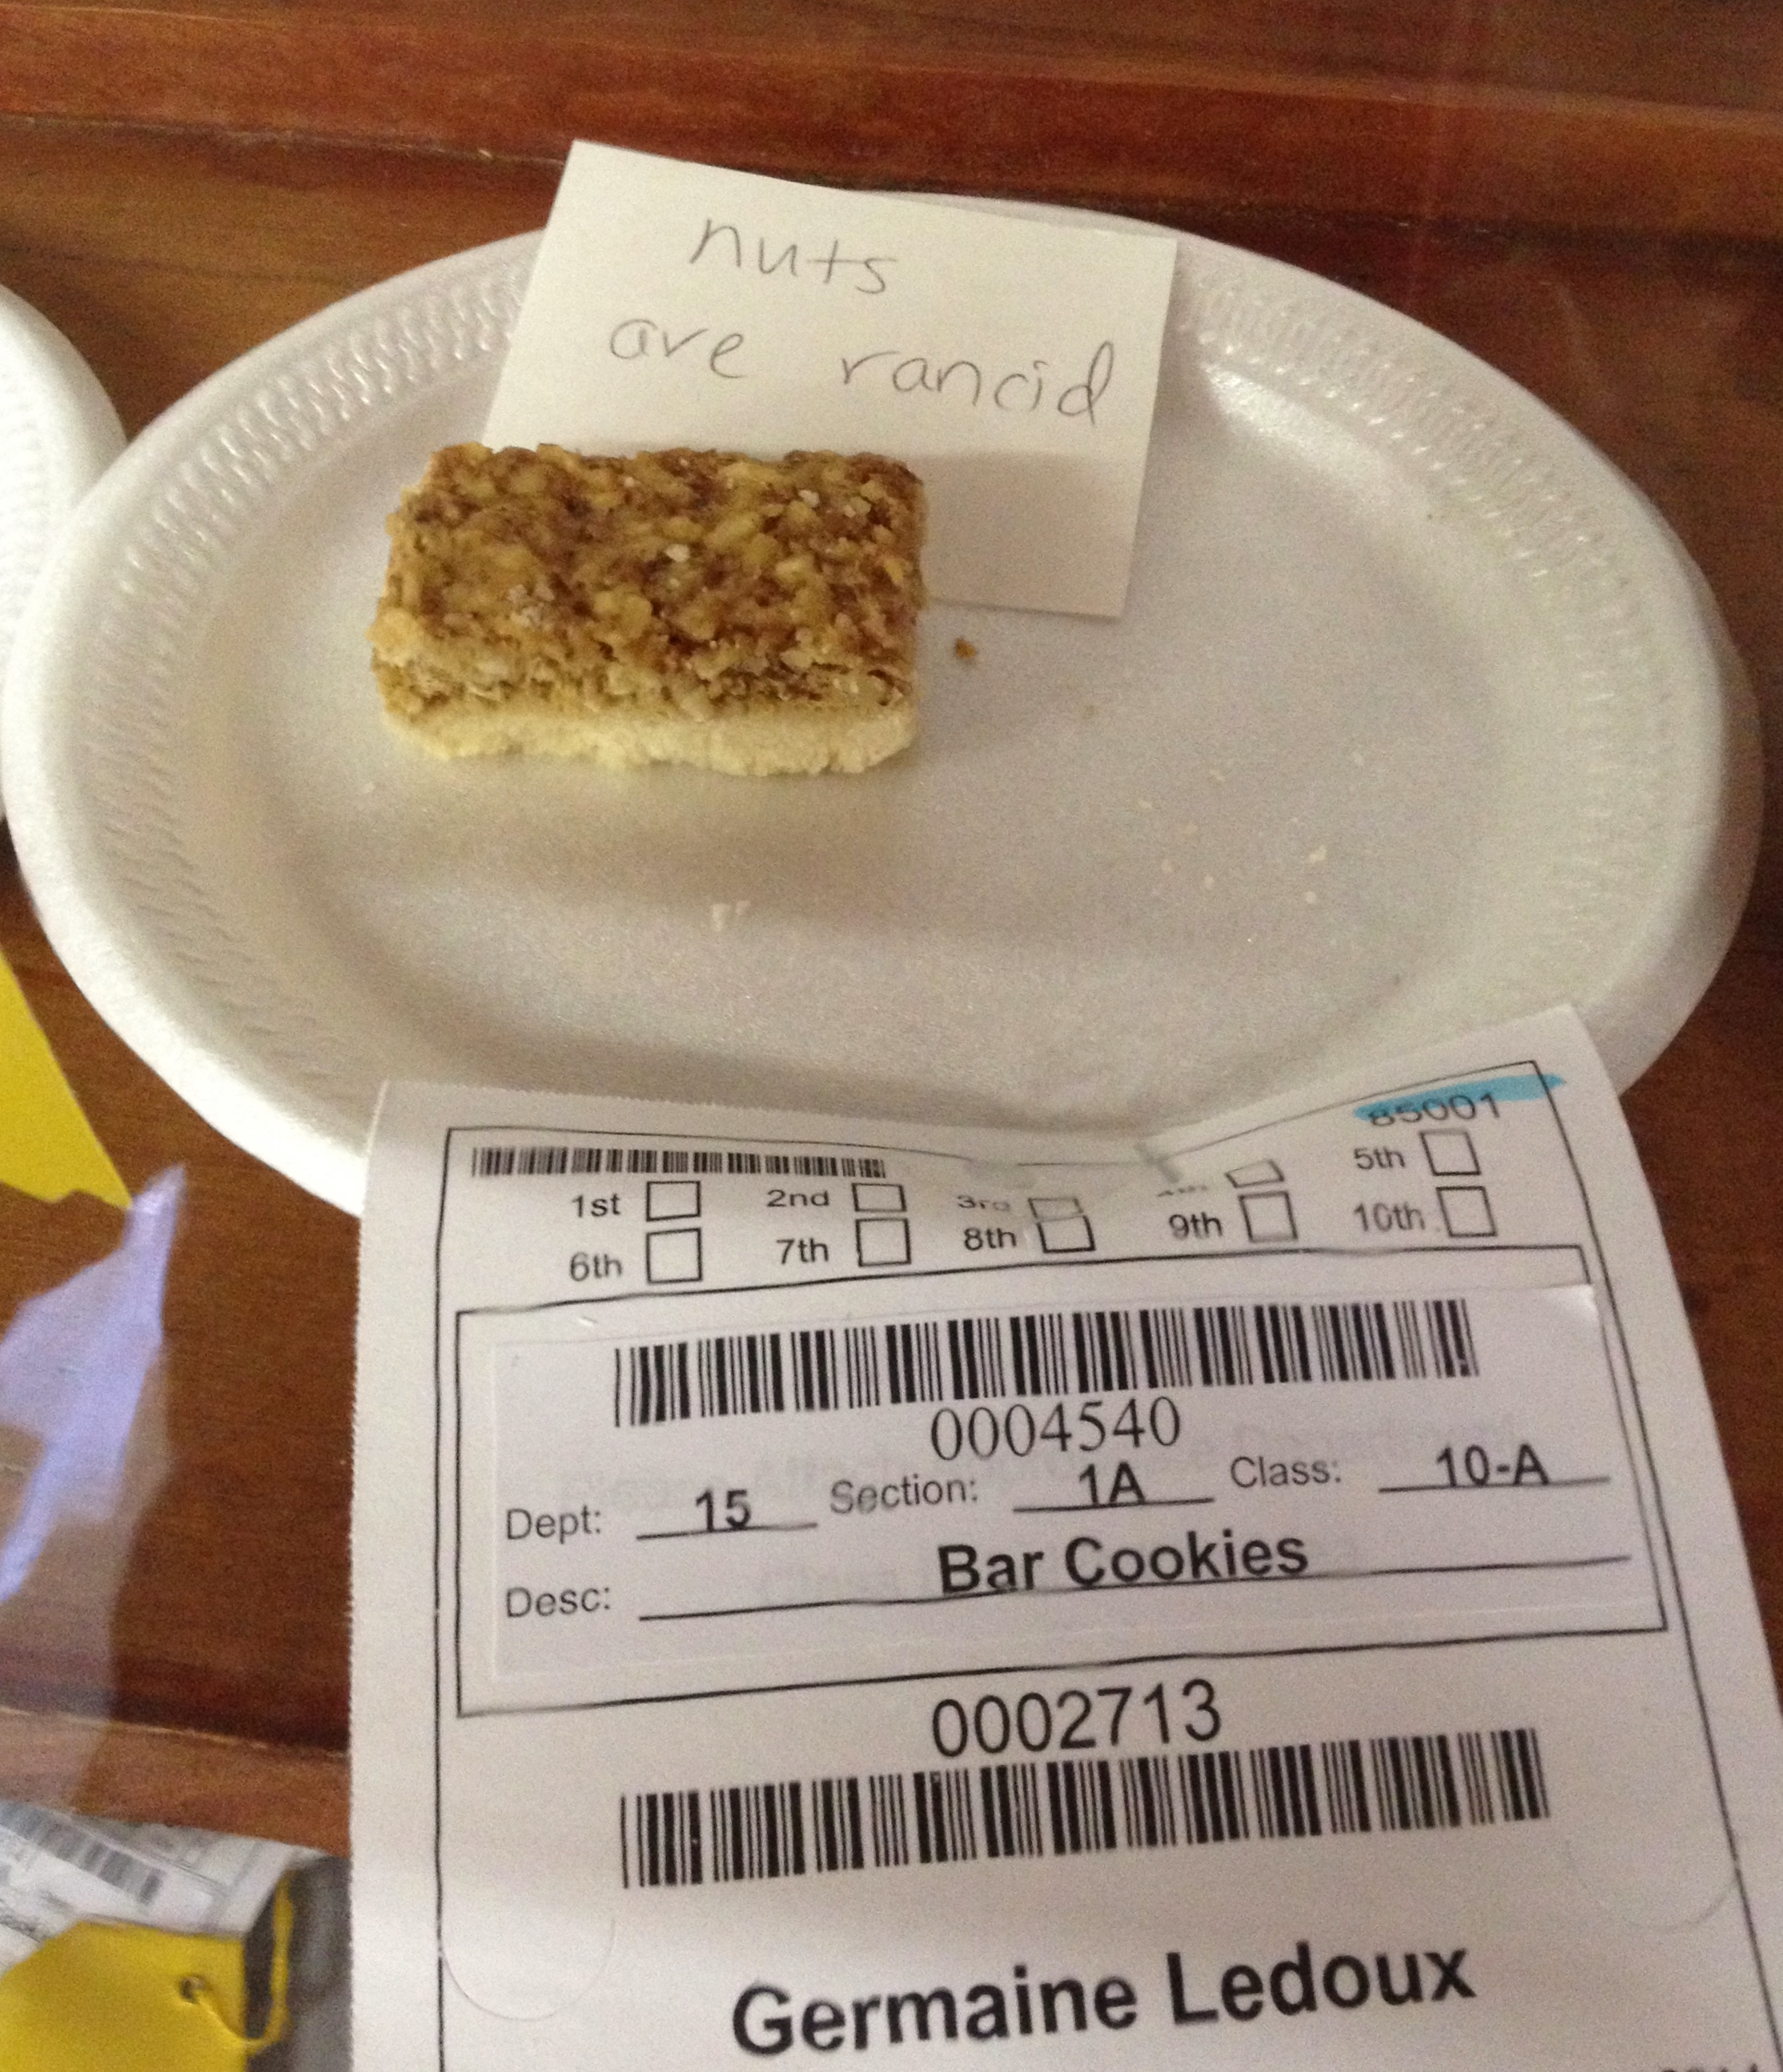 nuts
are rancid
85001
1st 2nd 3rd 5th
6th 7th 8th 9th 10th
0004540
Dept: 15 Section: 1A Class: 10-A
Desc: Bar Cookies
0002713
Germaine Ledoux